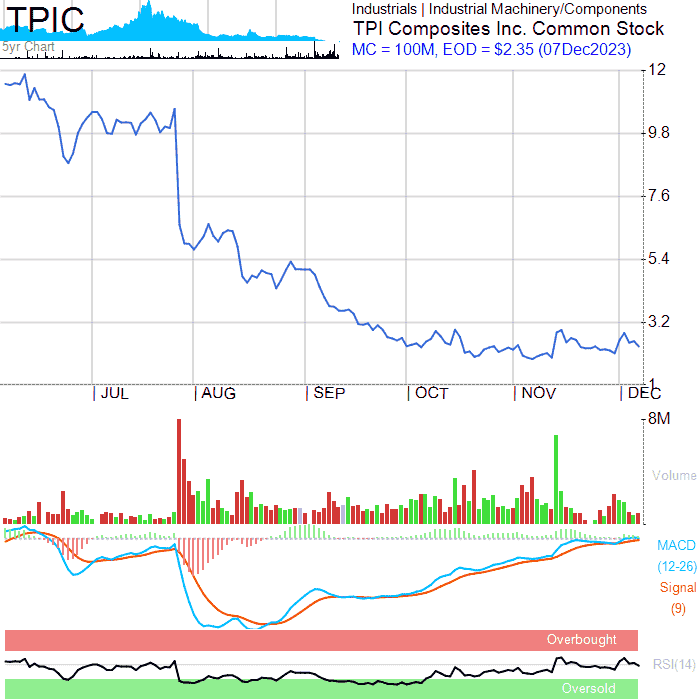 TPIC
5yr Chart
Industrials | Industrial Machinery/Components
TPI Composites Inc. Common Stock
MC = 100M, EOD = $2.35 (07Dec2023)
12
9.8
7.6
5.4
3.2
1
JUL
AUG
SEP
OCT
NOV
DEC
8M
Volume
MACD
(12-26)
Signal
(9)
Overbought
RSI(14)
Oversold